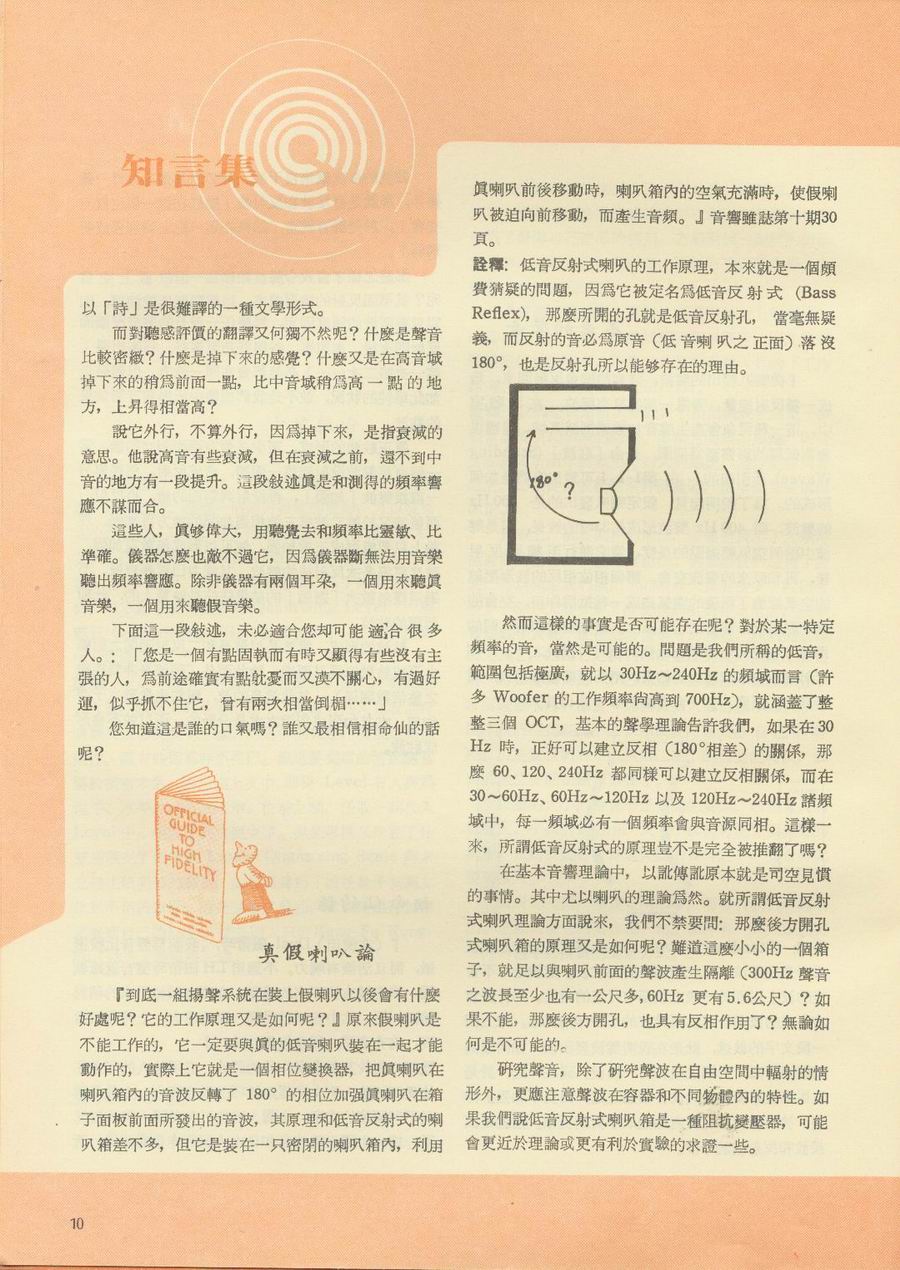 知言集
以「詩」是很難譯的一種文學形式。
而對聽感評價的翻譯又何獨不然呢？什麼是聲音
比較密緻？什麼是掉下來的感覺？什麼又是在高音域
掉下來的稍爲前面一點，比中音域稍爲高一點的地
方，上昇得相當高？
說它外行，不算外行，因爲掉下來，是指衰減的
意思。他說高音有些衰減，但在衰減之前，還不到中
音的地方有一段提升。這段敍述眞是和測得的頻率響
應不謀而合。
這些人，眞够偉大，用聽覺去和頻率比靈敏、比
準確。儀器怎麼也敵不過它，因爲儀器斷無法用音樂
聽出頻率響應。除非儀器有兩個耳朶，一個用來聽眞
音樂，一個用來聽假音樂。
下面這一段敍述，未必適合您却可能適合很多
人。：「您是一個有點固執而有時又顯得有些沒有主
張的人，爲前途確實有點躭憂而又漠不關心，有過好
運，似乎抓不住它，曾有兩次相當倒楣……」
您知道這是誰的口氣嗎？誰又最相信相命仙的話
呢？
OFFICIAL
GUIDE
TO
HIGH
FIDELITY
真假喇叭論
『到底一組揚聲系統在裝上假喇叭以後會有什麼
好處呢？它的工作原理又是如何呢？』原來假喇叭是
不能工作的，它一定要與眞的低音喇叭裝在一起才能
動作的，實際上它就是一個相位變換器，把眞喇叭在
喇叭箱內的音波反轉了 180° 的相位加强眞喇叭在箱
子面板前面所發出的音波，其原理和低音反射式的喇
叭箱差不多，但它是裝在一只密閉的喇叭箱內，利用
眞喇叭前後移動時，喇叭箱內的空氣充滿時，使假喇
叭被迫向前移動，而產生音頻。』音響雜誌第十期30
頁。
詮釋：低音反射式喇叭的工作原理，本來就是一個頗
費猜疑的問題，因爲它被定名爲低音反射式 (Bass
Reflex)，那麼所開的孔就是低音反射孔，當毫無疑
義，而反射的音必爲原音（低音喇叭之正面）落沒
180°，也是反射孔所以能够存在的理由。
180°
?
然而這樣的事實是否可能存在呢？對於某一特定
頻率的音，當然是可能的。問題是我們所稱的低音，
範圍包括極廣，就以 30Hz～240Hz 的頻域而言（許
多 Woofer 的工作頻率尙高到 700Hz），就涵蓋了整
整三個 OCT，基本的聲學理論告許我們，如果在 30
Hz 時，正好可以建立反相（180°相差）的關係，那
麼 60、120、240Hz 都同樣可以建立反相關係，而在
30～60Hz、60Hz～120Hz 以及 120Hz～240Hz 諸頻
域中，每一頻域必有一個頻率會與音源同相。這樣一
來，所謂低音反射式的原理豈不是完全被推翻了嗎？
在基本音響理論中，以訛傳訛原本就是司空見慣
的事情。其中尤以喇叭的理論爲然。就所謂低音反射
式喇叭理論方面說來，我們不禁要問：那麼後方開孔
式喇叭箱的原理又是如何呢？難道這麼小小的一個箱
子，就足以與喇叭前面的聲波產生隔離（300Hz 聲音
之波長至少也有一公尺多，60Hz 更有5.6公尺）？如
果不能，那麼後方開孔，也具有反相作用了？無論如
何是不可能的。
研究聲音，除了研究聲波在自由空間中輻射的情
形外，更應注意聲波在容器和不同物體內的特性。如
果我們說低音反射式喇叭箱是一種阻抗變壓器，可能
會更近於理論或更有利於實驗的求證一些。
10